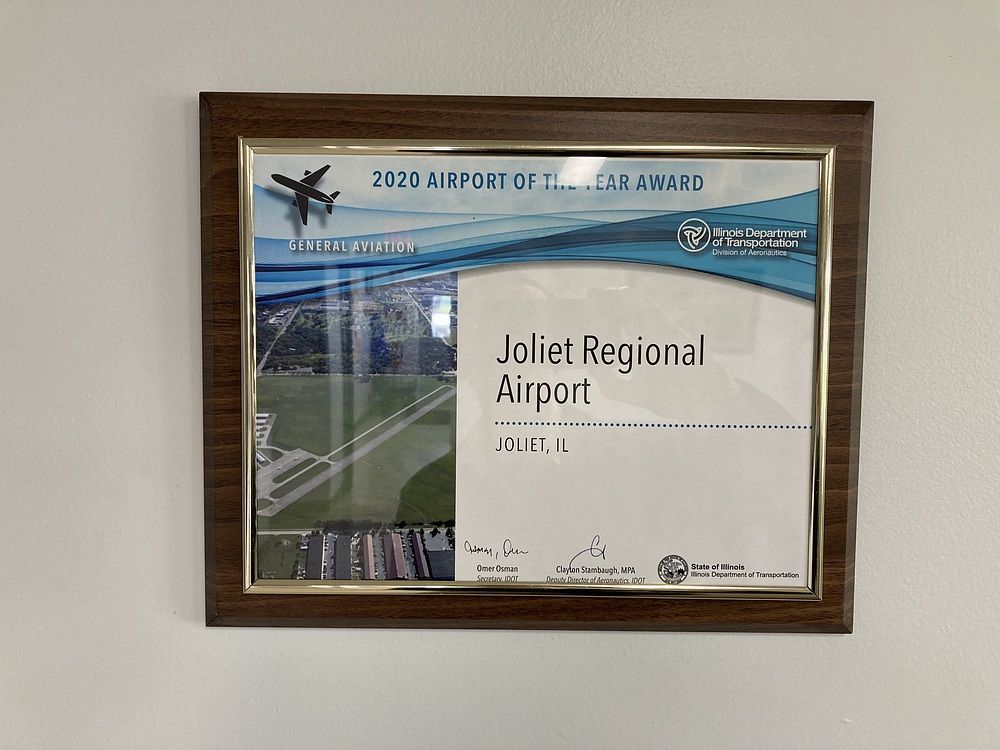 2020 AIRPORT OF THE YEAR AWARD
GENERAL AVIATION
Illinois Department
of Transportation
Division of Aeronautics
Joliet Regional
Airport
JOLIET, IL
Omer Osman
Secretary, IDOT
Clayton Stambaugh, MPA
Deputy Director of Aeronautics, IDOT
State of Illinois
Illinois Department of Transportation